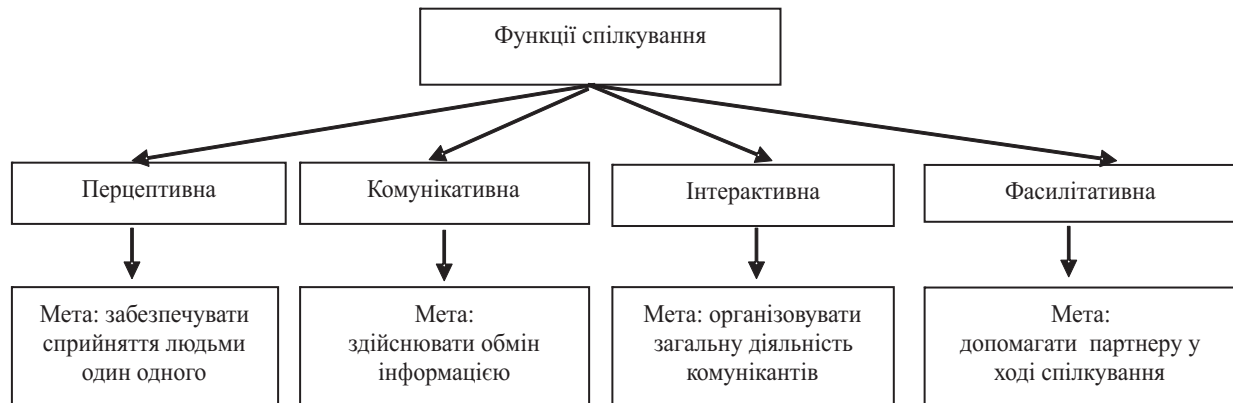 Функції спілкування
Перцептивна
Комунікативна
Інтерактивна
Фасилітативна
Мета: забезпечувати
сприйняття людьми
один одного
Мета:
здійснювати обмін
інформацією
Мета: організовувати
загальну діяльність
комунікантів
Мета:
допомагати партнеру у
ході спілкування